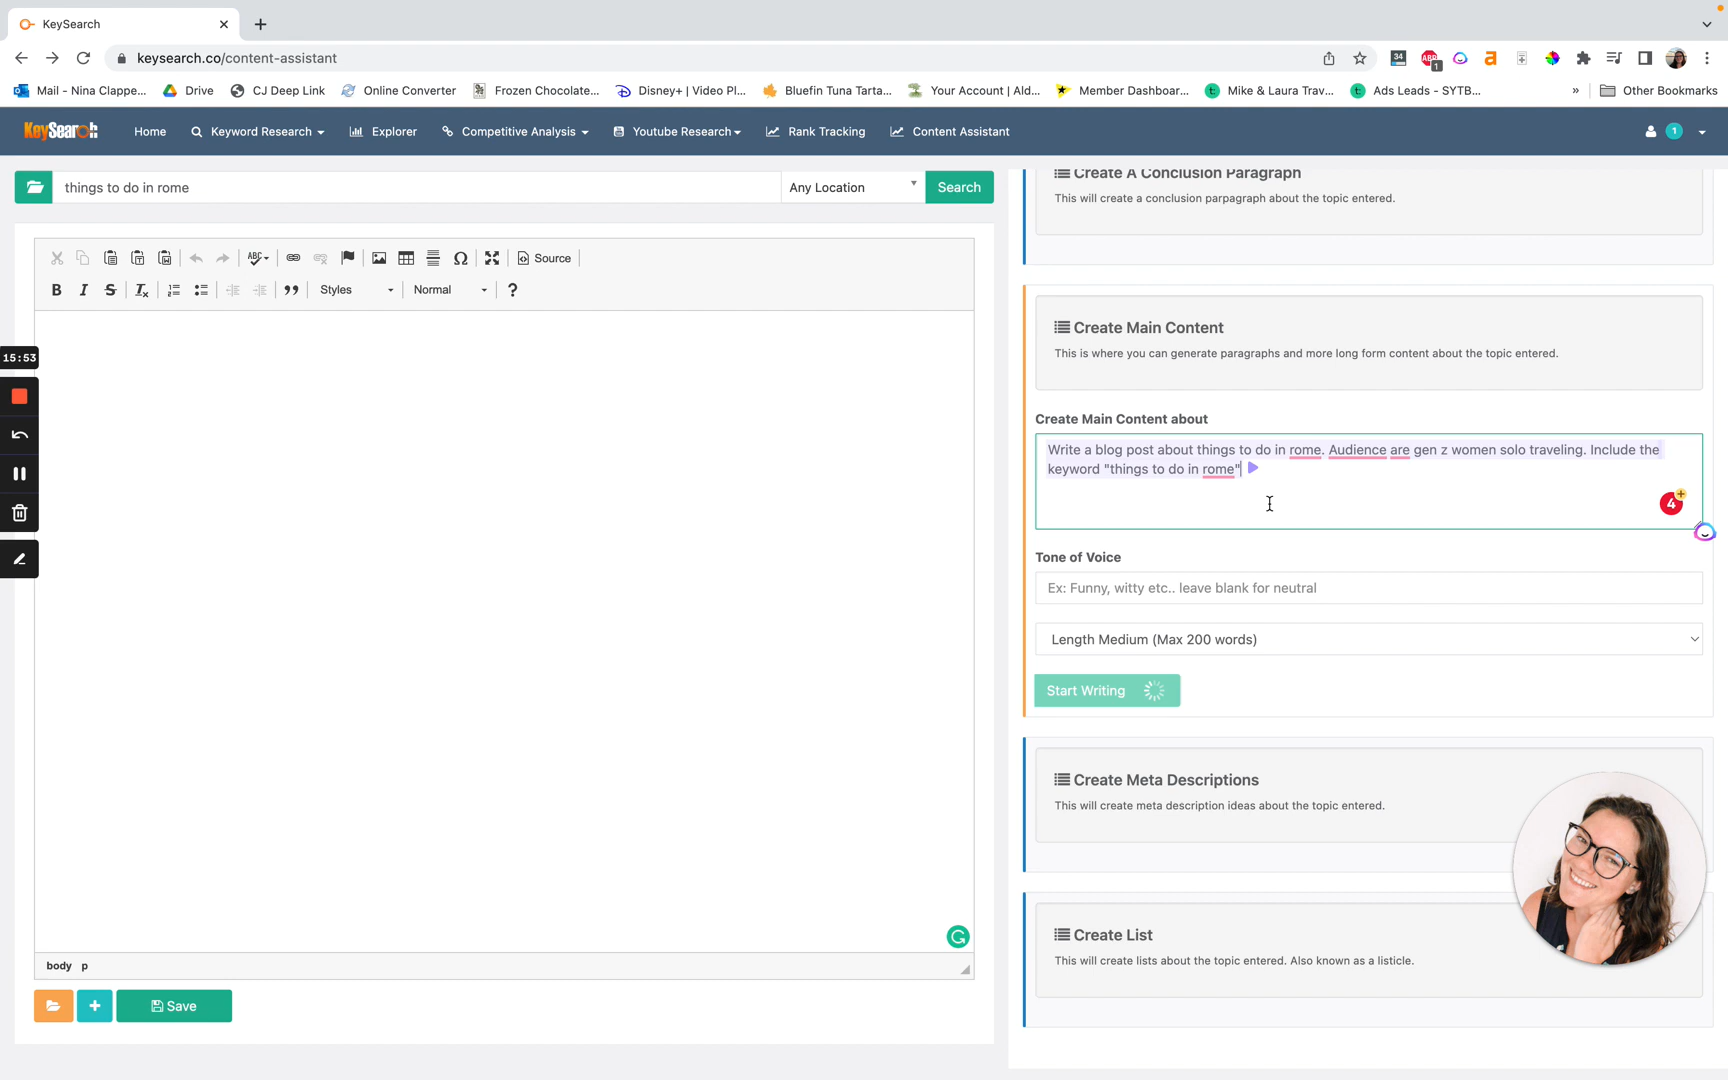 KeySearch
keysearch.co/content-assistant
34
ABP
1
a
Mail - Nina Clappe...
Drive
CJ Deep Link
Online Converter
Frozen Chocolate...
Disney+ | Video Pl...
Bluefin Tuna Tarta...
Your Account | Ald...
Member Dashboar...
Mike & Laura Trav...
Ads Leads - SYTB...
»
Other Bookmarks
KeySearch
Home
Keyword Research
Explorer
Competitive Analysis
Youtube Research
Rank Tracking
Content Assistant
1
things to do in rome
Any Location
Search
Create A Conclusion Paragraph
This will create a conclusion parpagraph about the topic entered.
ABC
Source
Styles
Normal
?
15:53
Create Main Content
This is where you can generate paragraphs and more long form content about the topic entered.
Create Main Content about
Write a blog post about things to do in rome. Audience are gen z women solo traveling. Include the
keyword "things to do in rome"
4
Tone of Voice
Ex: Funny, witty etc.. leave blank for neutral
Length Medium (Max 200 words)
Start Writing
Create Meta Descriptions
This will create meta description ideas about the topic entered.
Create List
This will create lists about the topic entered. Also known as a listicle.
body p
Save